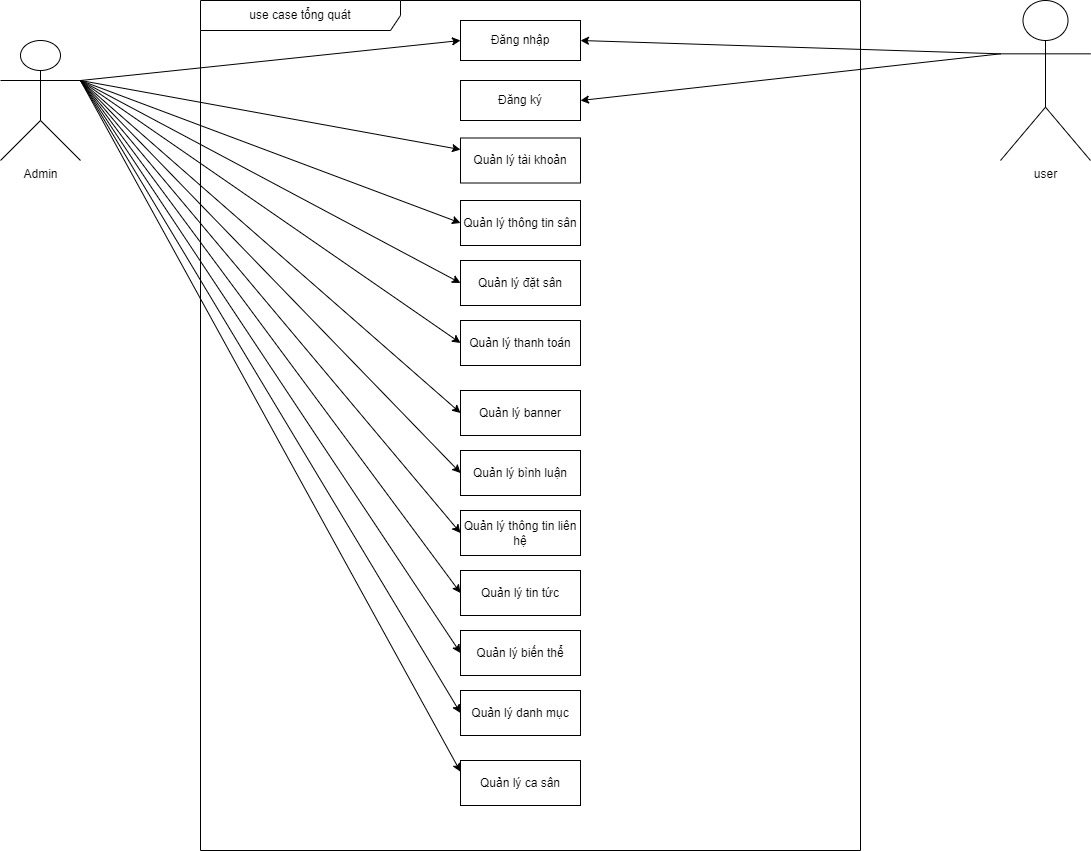 use case tổng quát
Đăng nhập
Đăng ký
Admin
user
Quản lý tài khoản
Quản lý thông tin sân
Quản lý đặt sân
Quản lý thanh toán
Quản lý banner
Quản lý bình luận
Quản lý thông tin liên
hệ
Quản lý tin tức
Quản lý biến thể
Quản lý danh mục
Quản lý ca sân